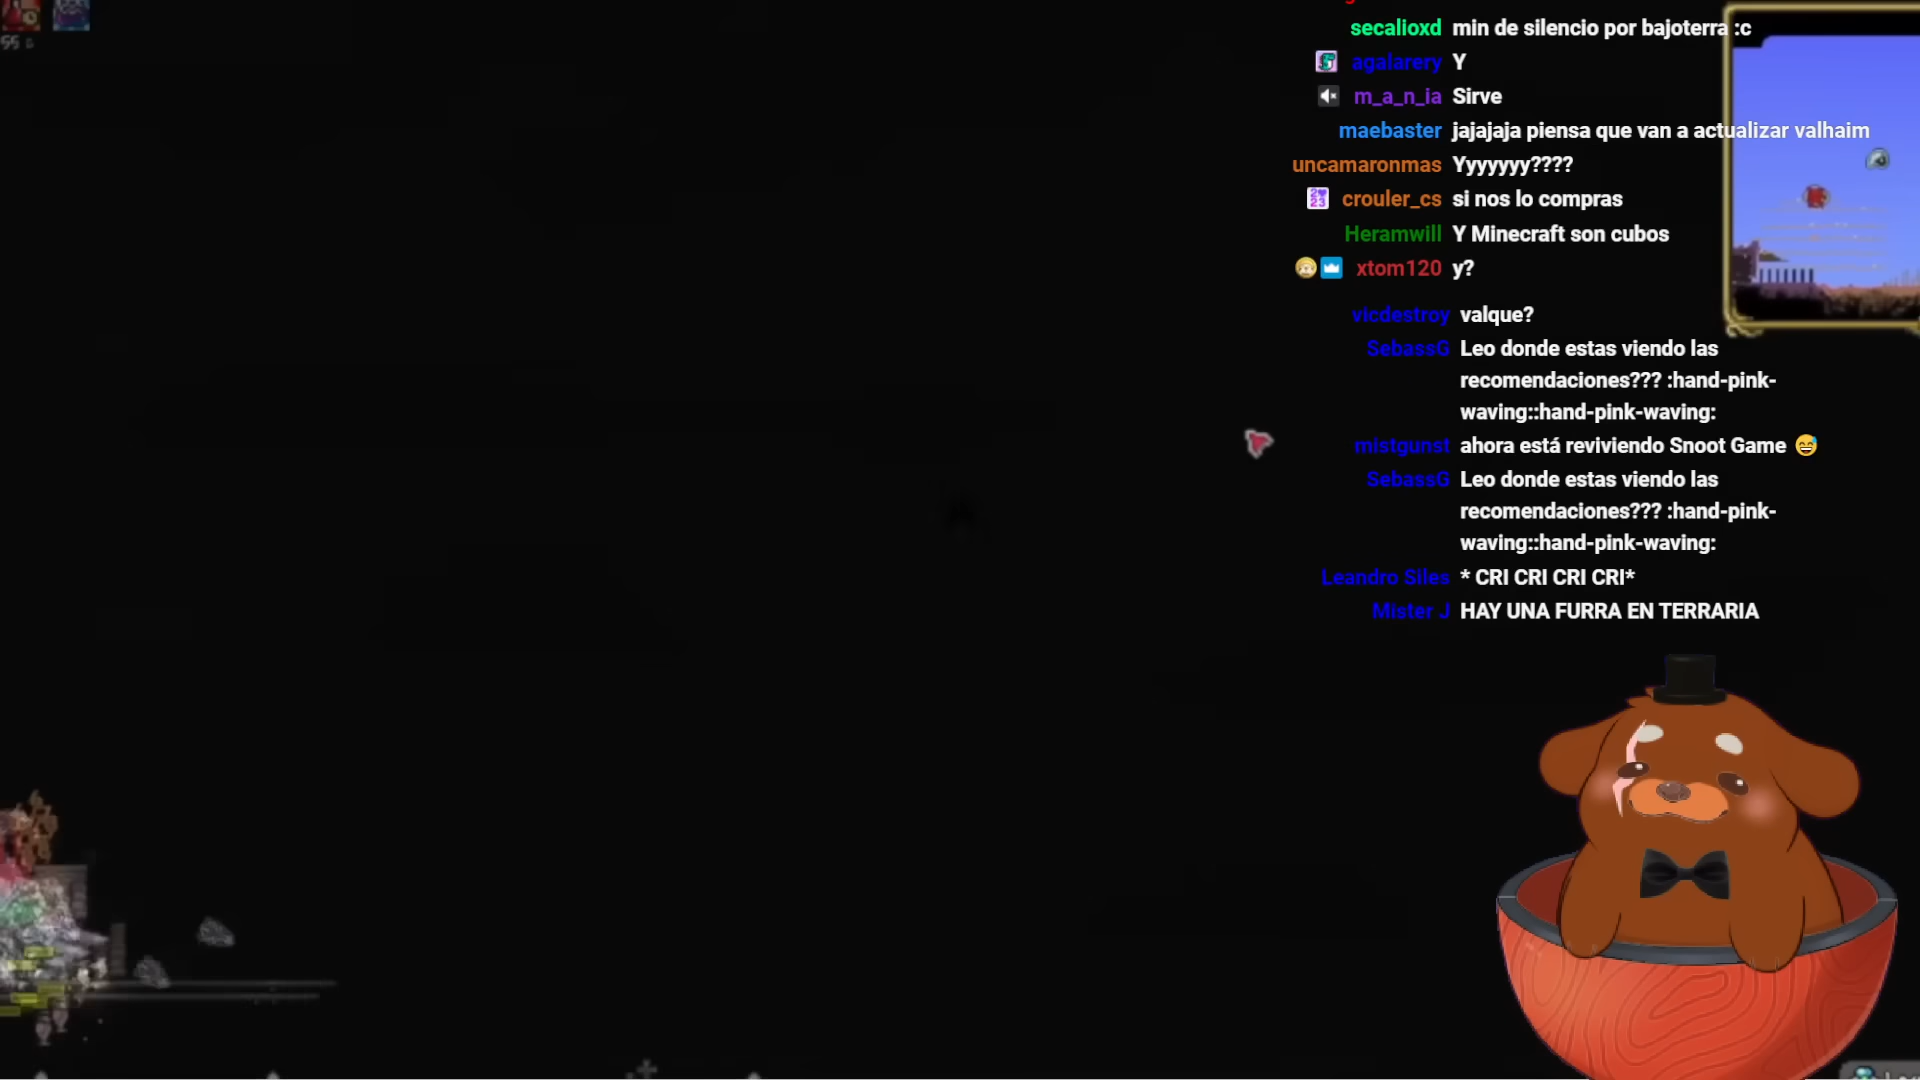 secalioxd min de silencio por bajoterra :c
agalarery Y
m_a_n_ia Sirve
maebaster jajajaja piensa que van a actualizar valhaim
uncamaronmas Yyyyyyy????
crouler_cs si nos lo compras
Heramwill Y Minecraft son cubos
xtom120 y?
vicdestroy valque?
SebassG Leo donde estas viendo las
recomendaciones??? :hand-pink-
waving::hand-pink-waving:
mistgunst ahora está reviviendo Snoot Game 😅
SebassG Leo donde estas viendo las
recomendaciones??? :hand-pink-
waving::hand-pink-waving:
Leandro Siles * CRI CRI CRI CRI*
Mister J HAY UNA FURRA EN TERRARIA